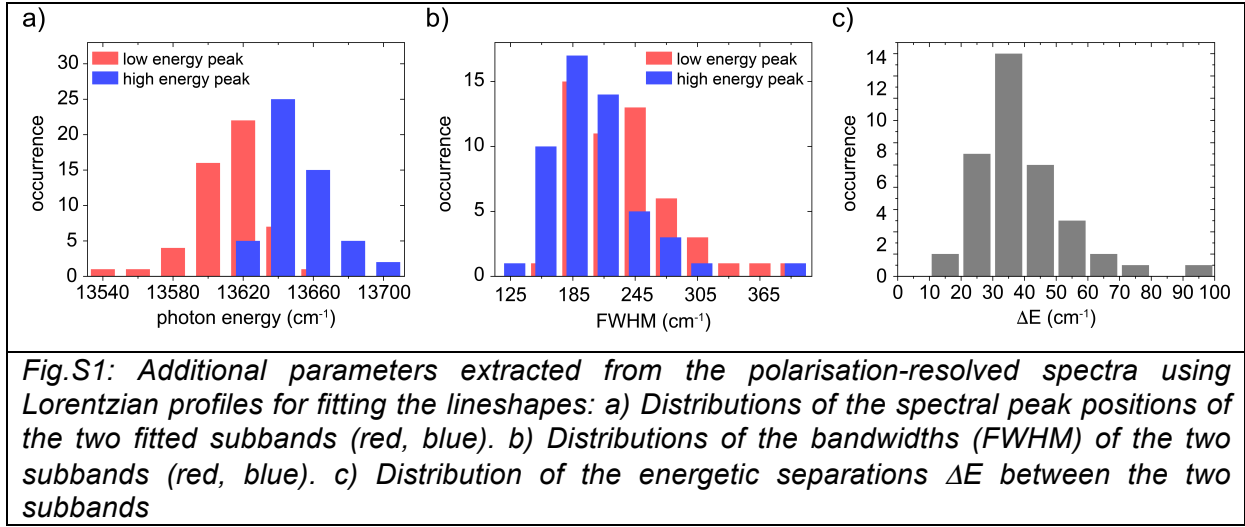 a)
low energy peak
high energy peak
30
25
20
15
10
5
0
occurrence
13540 13580 13620 13660 13700
photon energy (cm-1)
b)
low energy peak
high energy peak
15
10
5
0
occurrence
125 185 245 305 365
FWHM (cm-1)
c)
14
12
10
8
6
4
2
0
occurrence
0 10 20 30 40 50 60 70 80 90 100
ΔE (cm-1)
Fig.S1: Additional parameters extracted from the polarisation-resolved spectra using
Lorentzian profiles for fitting the lineshapes: a) Distributions of the spectral peak positions of
the two fitted subbands (red, blue). b) Distributions of the bandwidths (FWHM) of the two
subbands (red, blue). c) Distribution of the energetic separations ΔE between the two
subbands